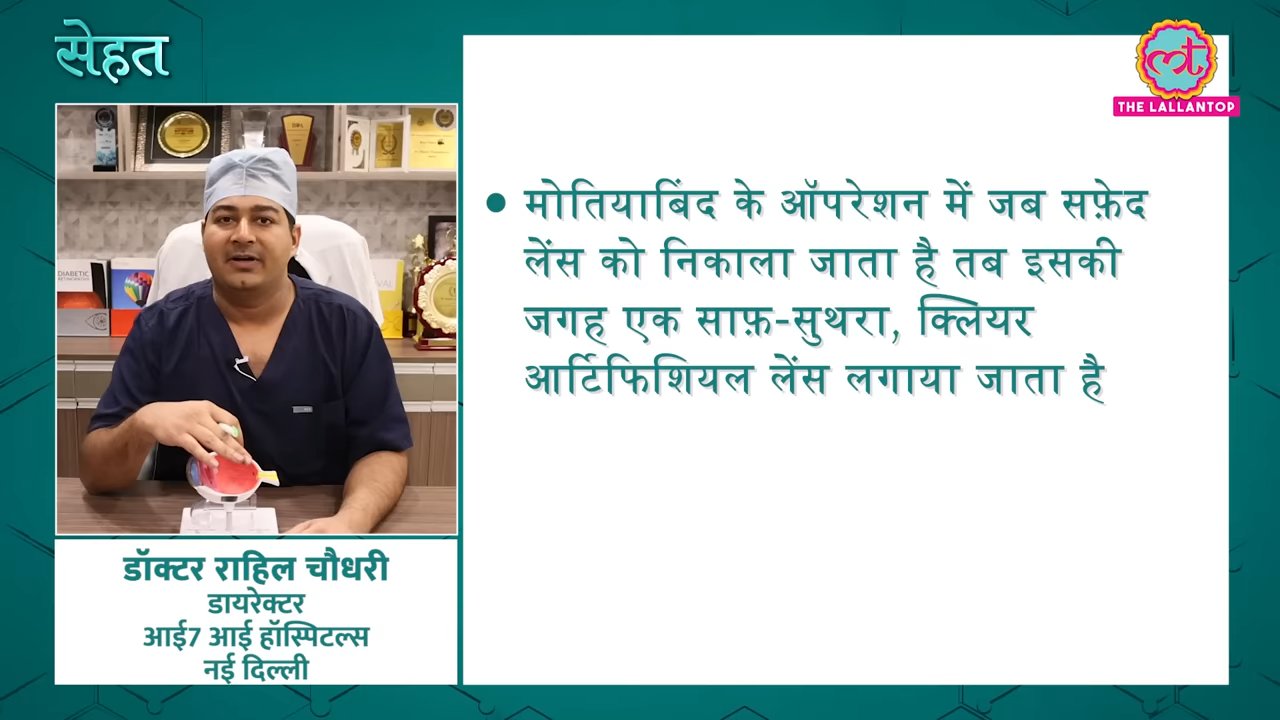 सेहत
THE LALLANTOP
DIABETIC
डॉक्टर राहिल चौधरी
डायरेक्टर
आई7 आई हॉस्पिटल्स
नई दिल्ली
• मोतियाबिंद के ऑपरेशन में जब सफ़ेद
लेंस को निकाला जाता है तब इसकी
जगह एक साफ़-सुथरा, क्लियर
आर्टिफिशियल लेंस लगाया जाता है